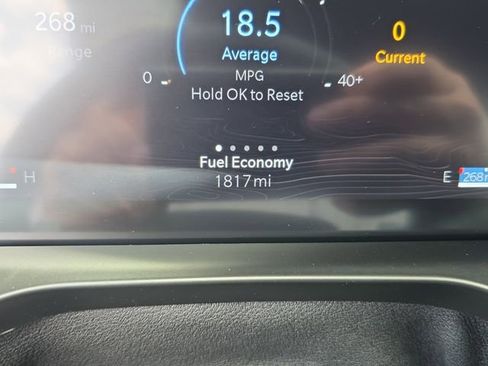 268 mi
Range
18.5
Average
MPG
Hold OK to Reset
0
40+
0
Current
Fuel Economy
1817 mi
H
E
268